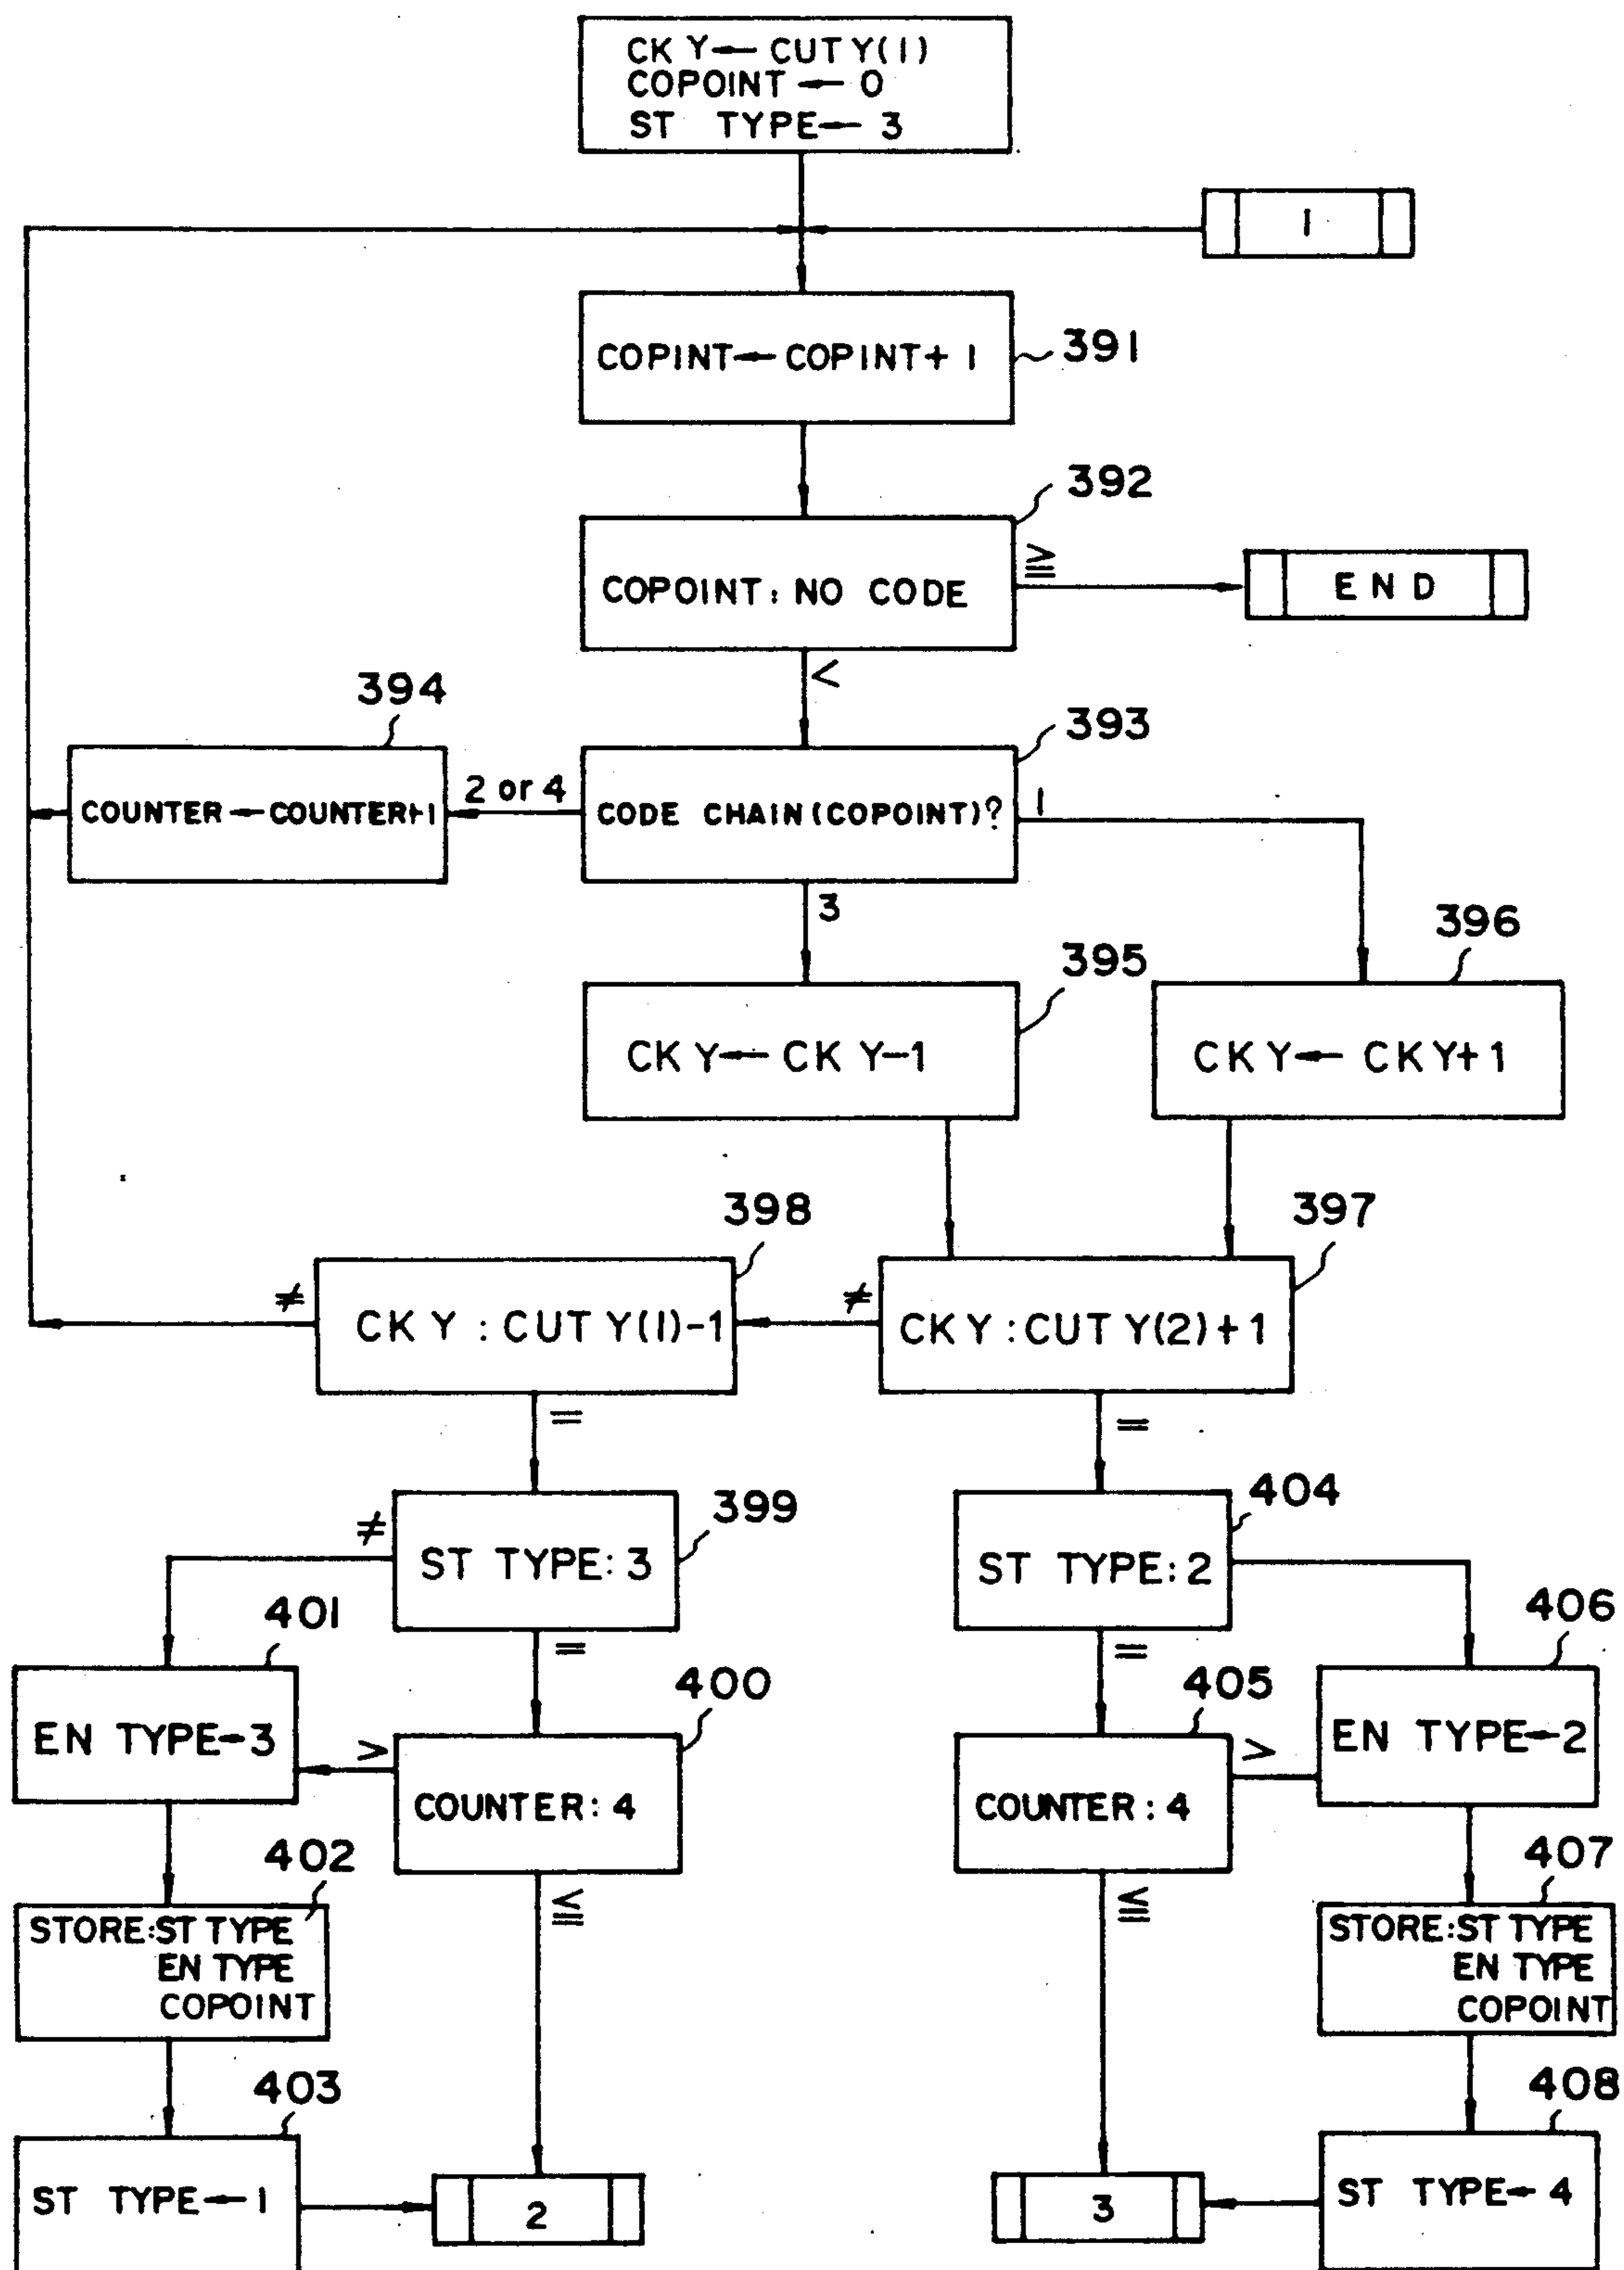 CK Y← CUT Y(1)
COPOINT ← 0
ST TYPE← 3
1
COPINT← COPINT+ 1
391
392
COPOINT: NO CODE
≧
END
<
394
393
COUNTER←COUNTER+1
2 or 4
CODE CHAIN(COPOINT)?
1
3
395
396
CK Y← CK Y-1
CK Y← CK Y+1
398
397
≠
CK Y : CUT Y(1)-1
≠
CK Y : CUT Y(2)+1
=
=
399
404
≠
ST TYPE: 3
ST TYPE: 2
401
=
=
406
EN TYPE←3
400
405
EN TYPE←2
>
COUNTER: 4
COUNTER: 4
>
402
≦
≦
407
STORE:ST TYPE
EN TYPE
COPOINT
STORE:ST TYPE
EN TYPE
COPOINT
403
408
ST TYPE←1
2
3
ST TYPE←4